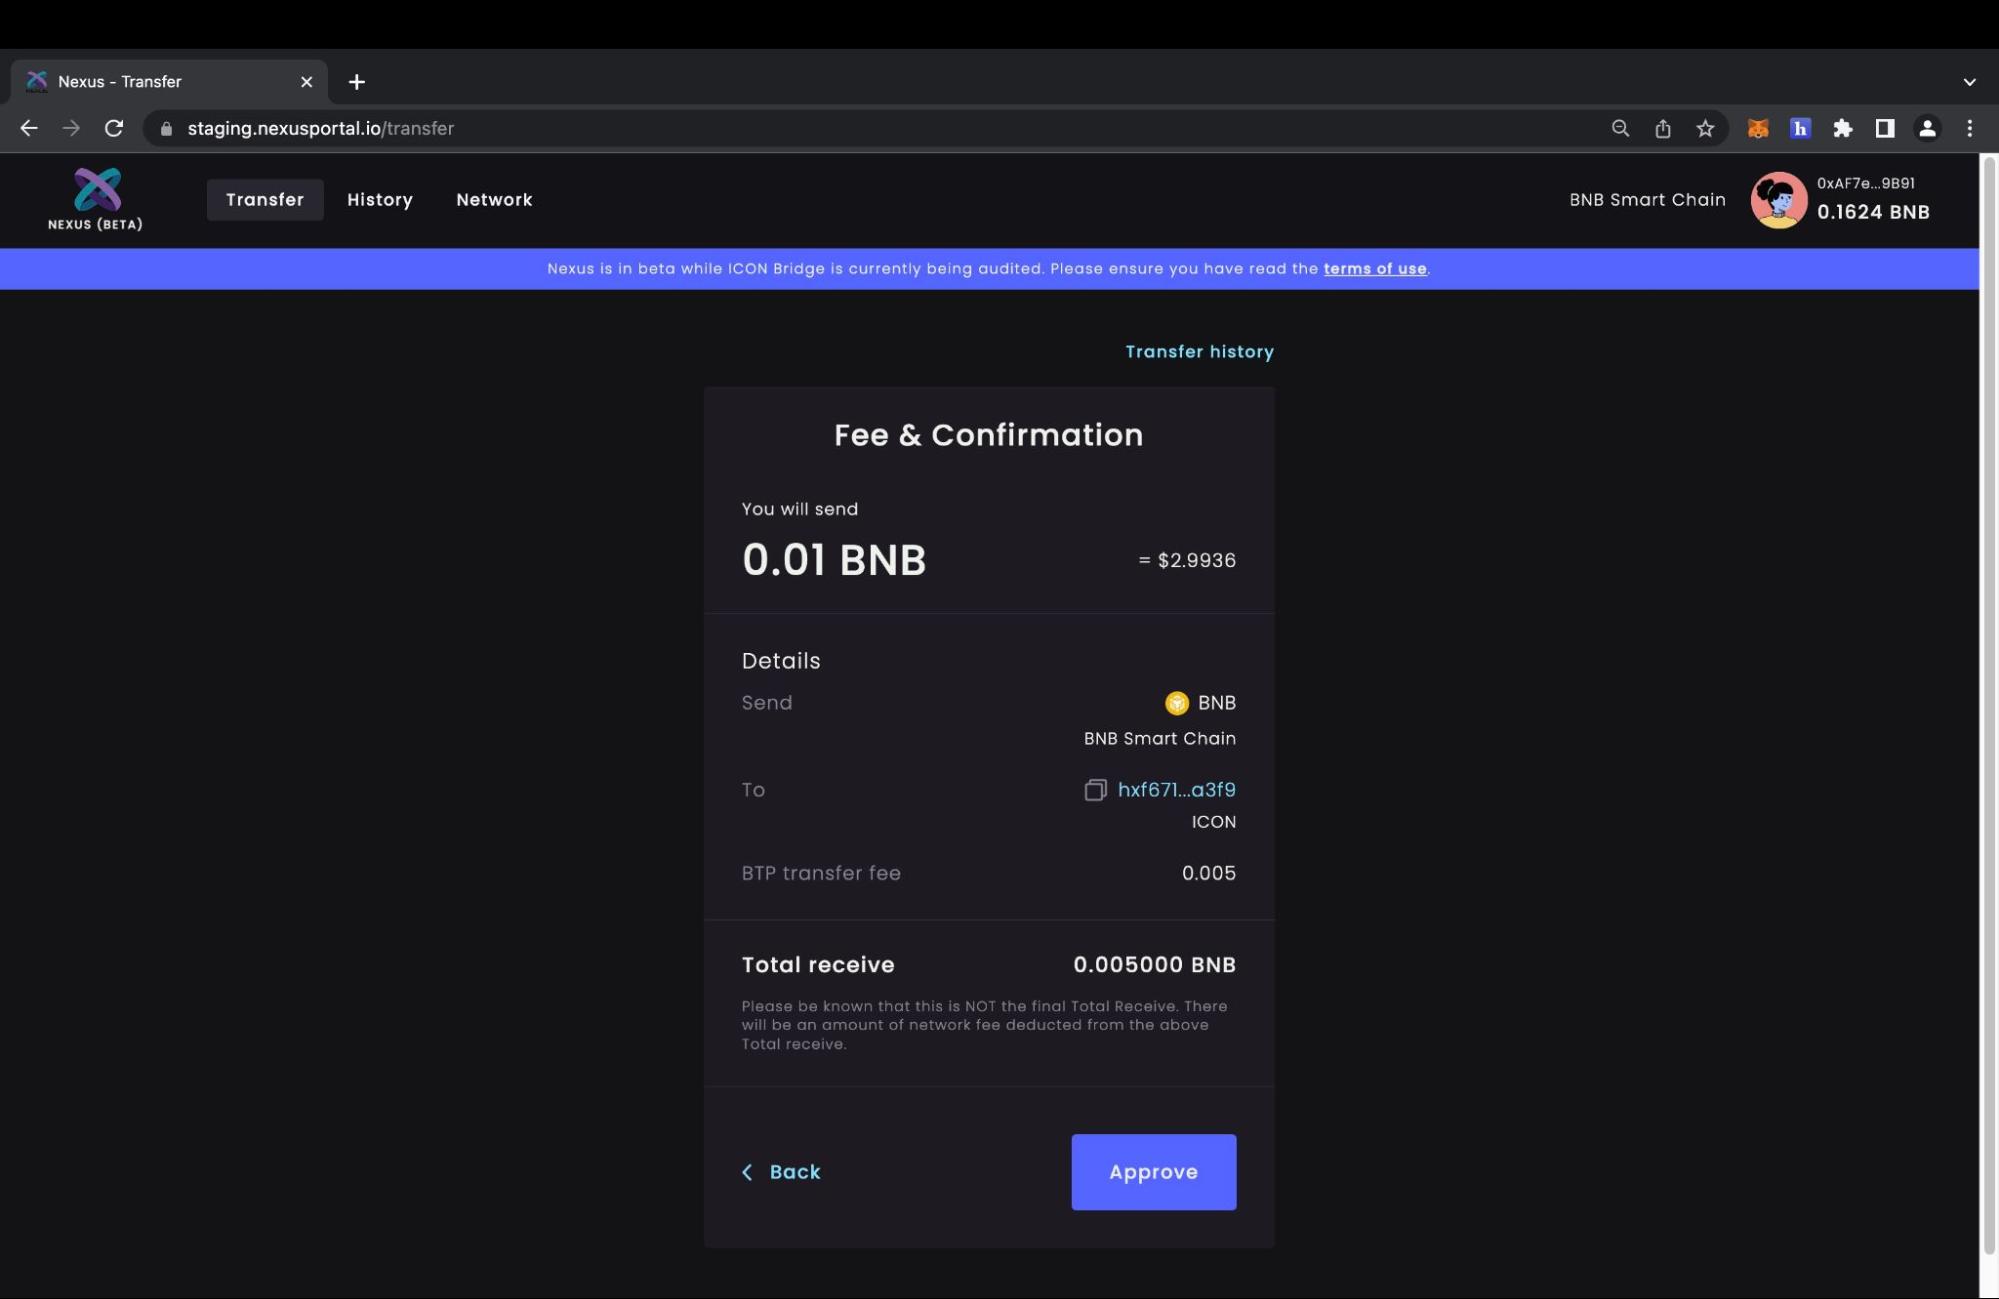 Nexus - Transfer
staging.nexusportal.io/transfer
h
NEXUS (BETA)
Transfer
History
Network
BNB Smart Chain
0xAF7e...9B91
0.1624 BNB
Nexus is in beta while ICON Bridge is currently being audited. Please ensure you have read the terms of use.
Transfer history
Fee & Confirmation
You will send
0.01 BNB
= $2.9936
Details
Send
BNB
BNB Smart Chain
To
hxf671...a3f9
ICON
BTP transfer fee
0.005
Total receive
0.005000 BNB
Please be known that this is NOT the final Total Receive. There
will be an amount of network fee deducted from the above
Total receive.
Back
Approve